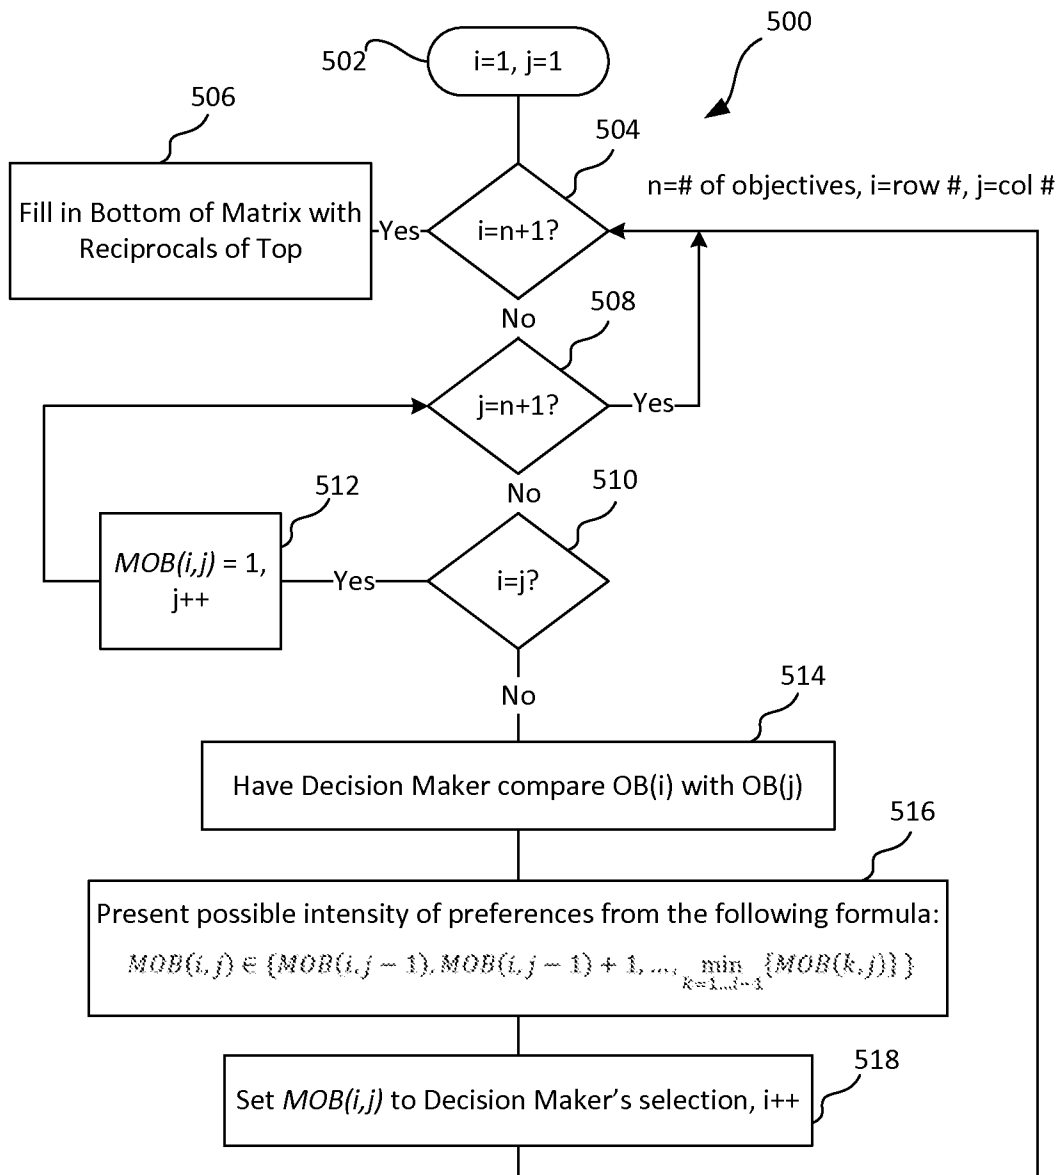 500
502
i=1, j=1
506
504
n=# of objectives, i=row #, j=col #
Fill in Bottom of Matrix with
Reciprocals of Top
Yes
i=n+1?
No
508
j=n+1?
Yes
No
510
512
MOB(i,j) = 1,
j++
Yes
i=j?
No
514
Have Decision Maker compare OB(i) with OB(j)
516
Present possible intensity of preferences from the following formula:
MOB(i,j) ∈ {MOB(i,j − 1), MOB(i,j − 1) + 1, ..., min {MOB(k,j)} }
k=1...i−1
518
Set MOB(i,j) to Decision Maker’s selection, i++